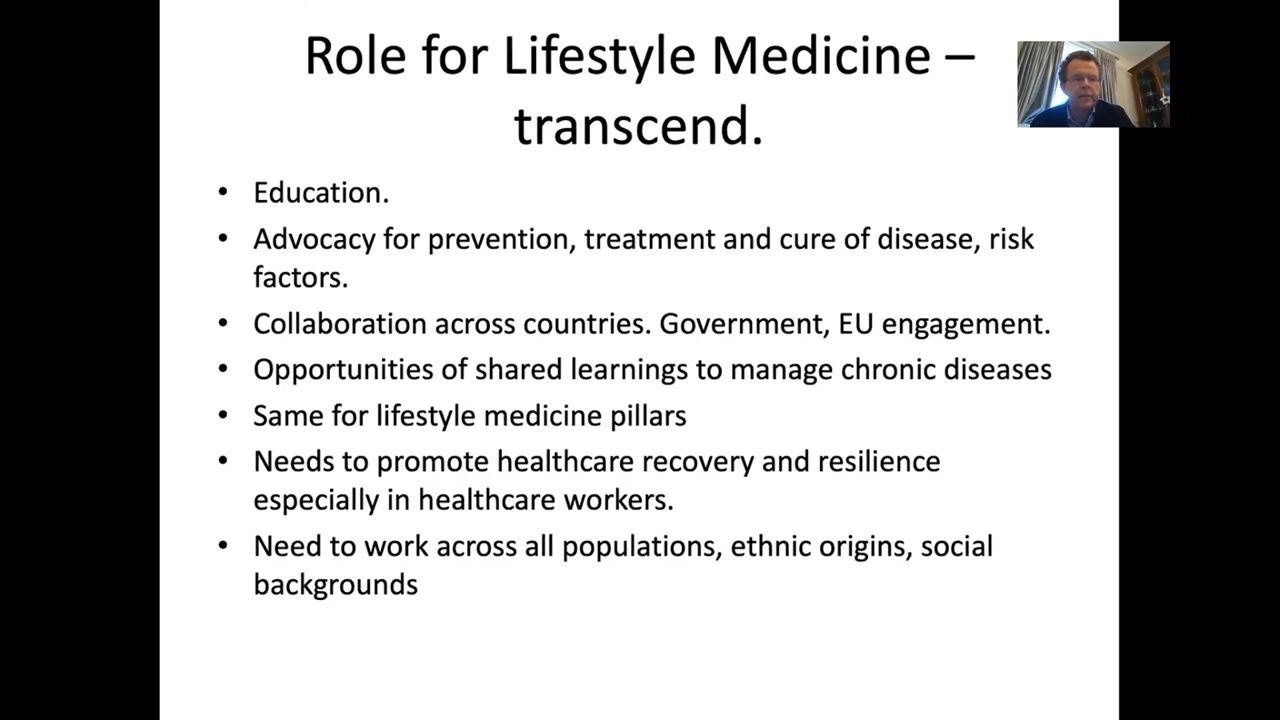 Role for Lifestyle Medicine –
transcend.
• Education.
• Advocacy for prevention, treatment and cure of disease, risk
factors.
• Collaboration across countries. Government, EU engagement.
• Opportunities of shared learnings to manage chronic diseases
• Same for lifestyle medicine pillars
• Needs to promote healthcare recovery and resilience
especially in healthcare workers.
• Need to work across all populations, ethnic origins, social
backgrounds